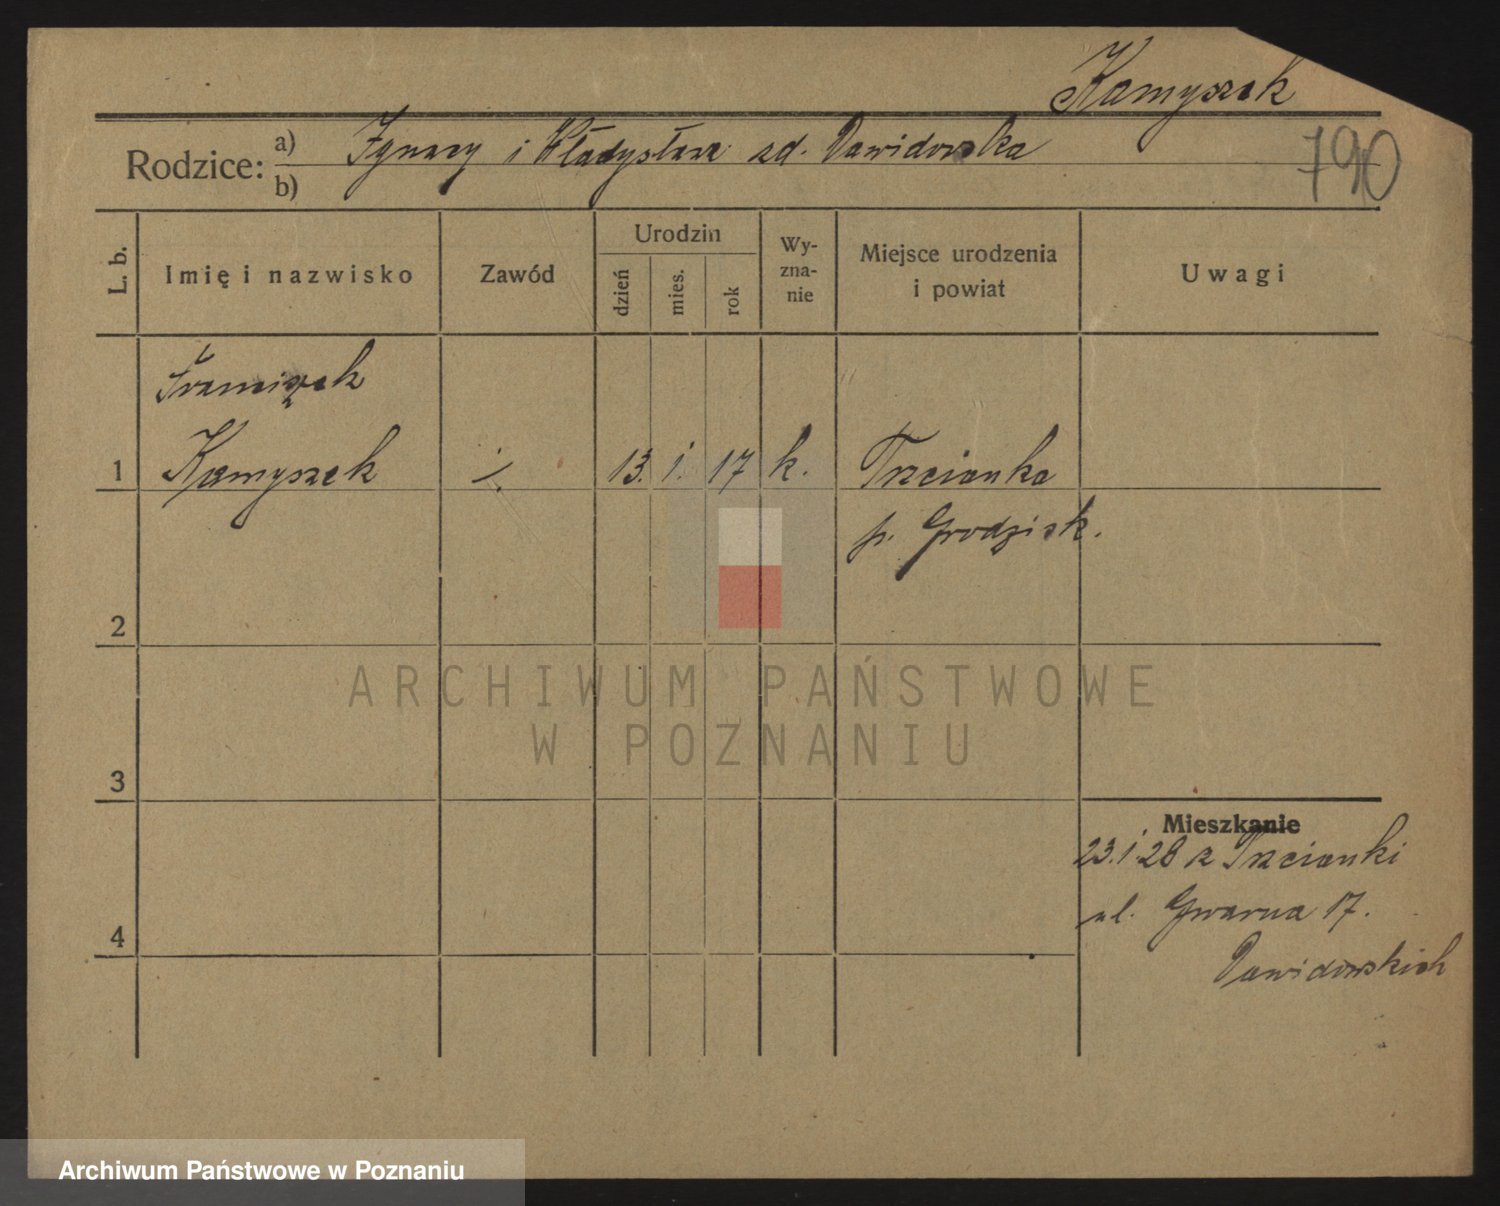 Kamyszek
790
Rodzice: a) Ignacy i Władysława zd. Dawidowska
b)
L. b.
Imię i nazwisko
Zawód
Urodzin
dzień
mies.
rok
Wy-
zna-
nie
Miejsce urodzenia
i powiat
Uwagi
Franciszek
1 Kamyszek ./. 13. 1. 17 k. Trzcianka
p. Grodzisk.
2
3
4
Mieszkanie
23.1.28 z Trzcianki
ul. Gwarna 17.
Dawidowskich
ARCHIWUM PAŃSTWOWE
W POZNANIU
Archiwum Państwowe w Poznaniu